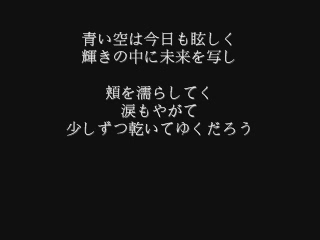 青い空は今日も眩しく
輝きの中に未来を写し
頬を濡らしてく
涙もやがて
少しずつ乾いてゆくだろう